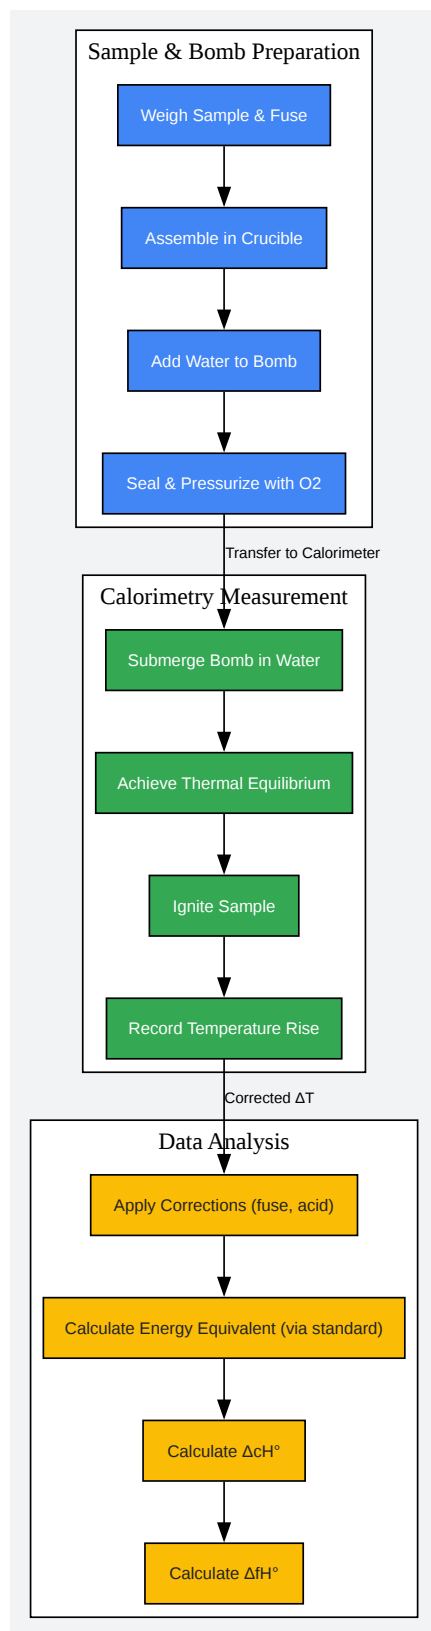 Sample & Bomb Preparation
Weigh Sample & Fuse
Assemble in Crucible
Add Water to Bomb
Seal & Pressurize with O2
Transfer to Calorimeter
Calorimetry Measurement
Submerge Bomb in Water
Achieve Thermal Equilibrium
Ignite Sample
Record Temperature Rise
Corrected ΔT
Data Analysis
Apply Corrections (fuse, acid)
Calculate Energy Equivalent (via standard)
Calculate ΔcH°
Calculate ΔfH°